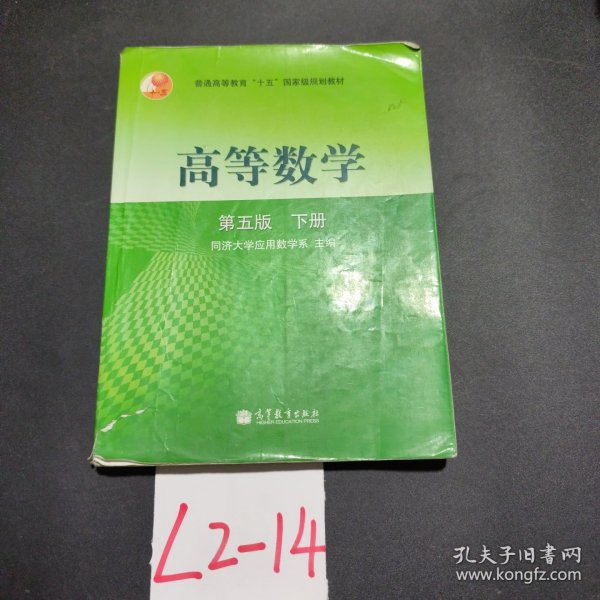 普通高等教育“十五”国家级规划教材
高等数学
第五版 下册
同济大学应用数学系 主编
高等教育出版社
HIGHER EDUCATION PRESS
L2-14
孔夫子旧书网
www.kongfz.com